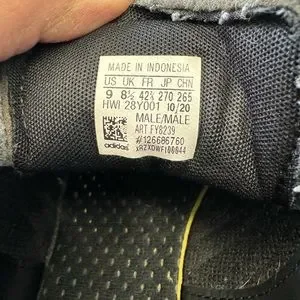 MADE IN INDONESIA
US UK FR JP CHN
9 8½ 42⅔ 270 265
HWI 28Y001 10/20
MALE/MALE
ART FY8239
#126686760
adidas